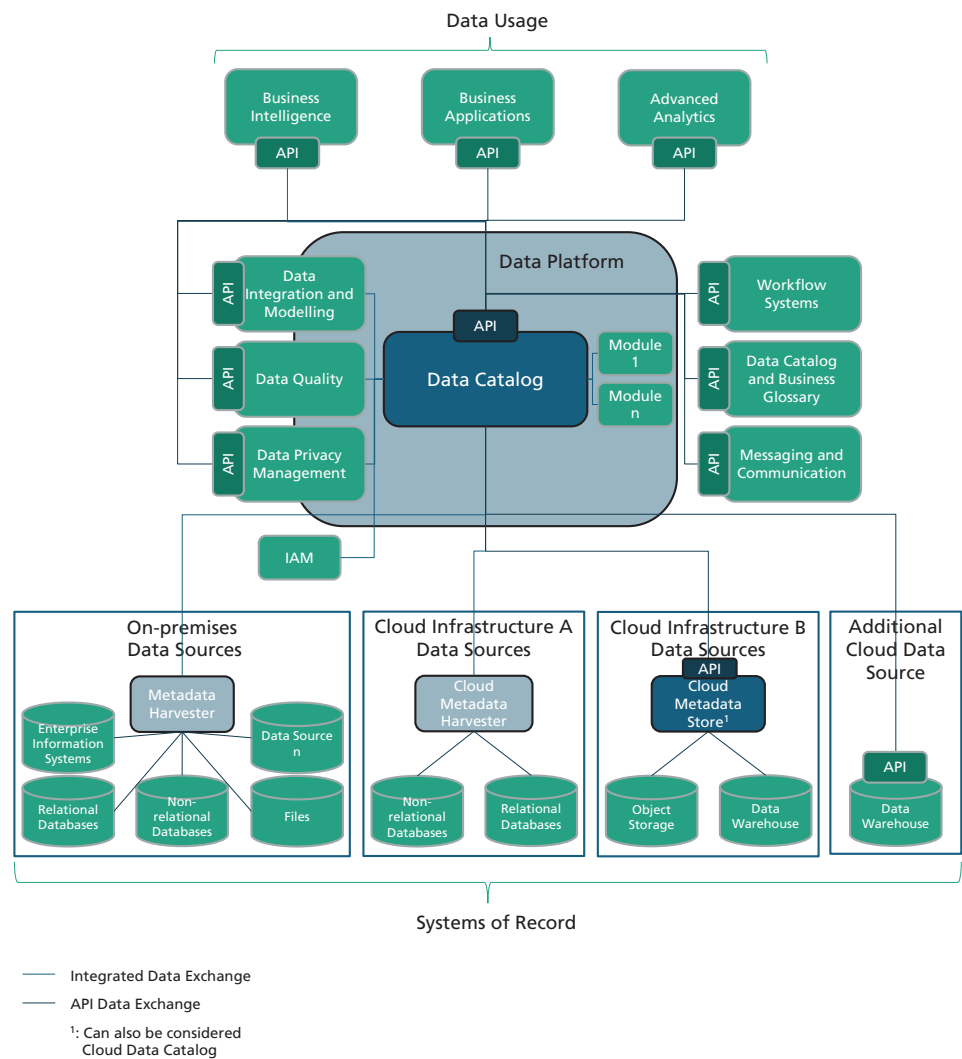 Data Usage
Business
Intelligence
API
Business
Applications
API
Advanced
Analytics
API
Data Platform
API
Data
Integration and
Modelling
API
Data Quality
API
Data Privacy
Management
IAM
API
Data Catalog
Module
1
Module
n
API
Workflow
Systems
API
Data Catalog
and Business
Glossary
API
Messaging and
Communication
On-premises
Data Sources
Metadada
Harvester
Enterprise
Information
Systems
Data Source
n
Relational
Databases
Non-
relational
Databases
Files
Cloud Infrastructure A
Data Sources
Cloud
Metadata
Harvester
Non-
relational
Databases
Relational
Databases
Cloud Infrastructure B
Data Sources
API
Cloud
Metadata
Store¹
Object
Storage
Data
Warehouse
Additional
Cloud Data
Source
API
Data
Warehouse
Systems of Record
Integrated Data Exchange
API Data Exchange
¹: Can also be considered
Cloud Data Catalog